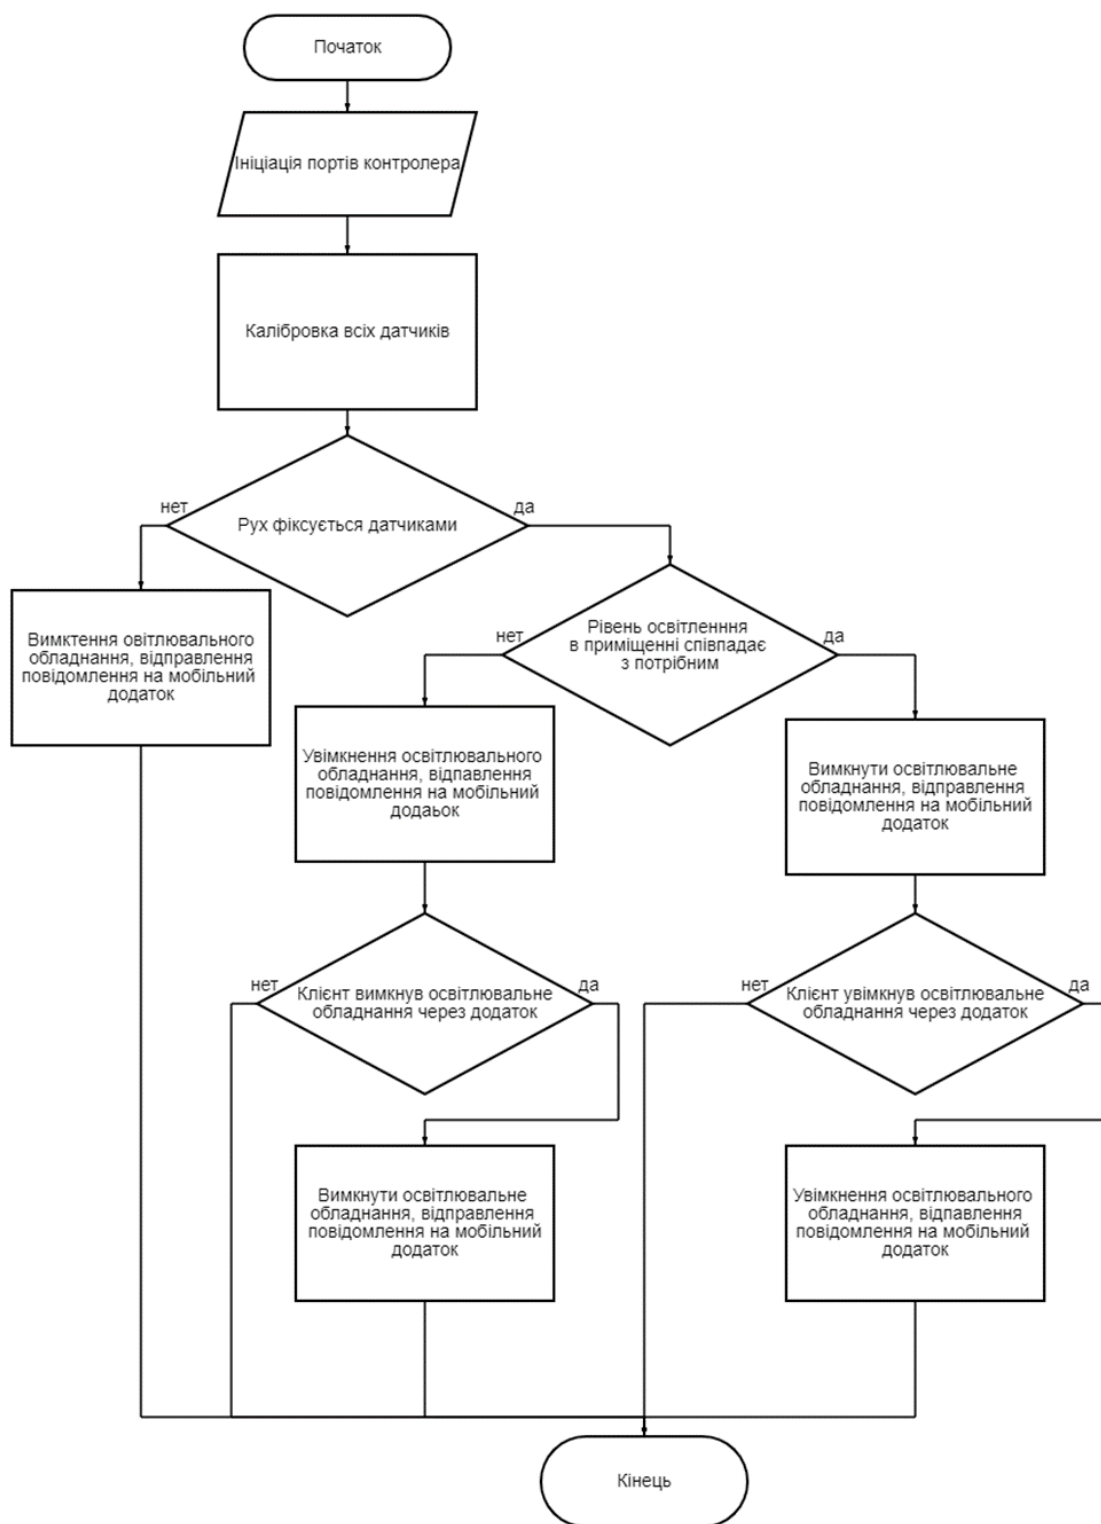 Початок
Ініціація портів контролера
Калібровка всіх датчиків
нет
да
Рух фіксується датчиками
Вимктення овітлювального
обладнання, відправлення
повідомлення на мобільний
додаток
нет
да
Рівень освітленння
в приміщенні співпадає
з потрібним
Увімкнення освітлювального
обладнання, відпавлення
повідомлення на мобільний
додаьок
Вимкнути освітлювальне
обладнання, відправлення
повідомлення на мобільний
додаток
нет
да
Клієнт вимкнув освітлювальне
обладнання через додаток
нет
да
Клієнт увімкнув освітлювальне
обладнання через додаток
Вимкнути освітлювальне
обладнання, відправлення
повідомлення на мобільний
додаток
Увімкнення освітлювального
обладнання, відпавлення
повідомлення на мобільний
додаток
Кінець